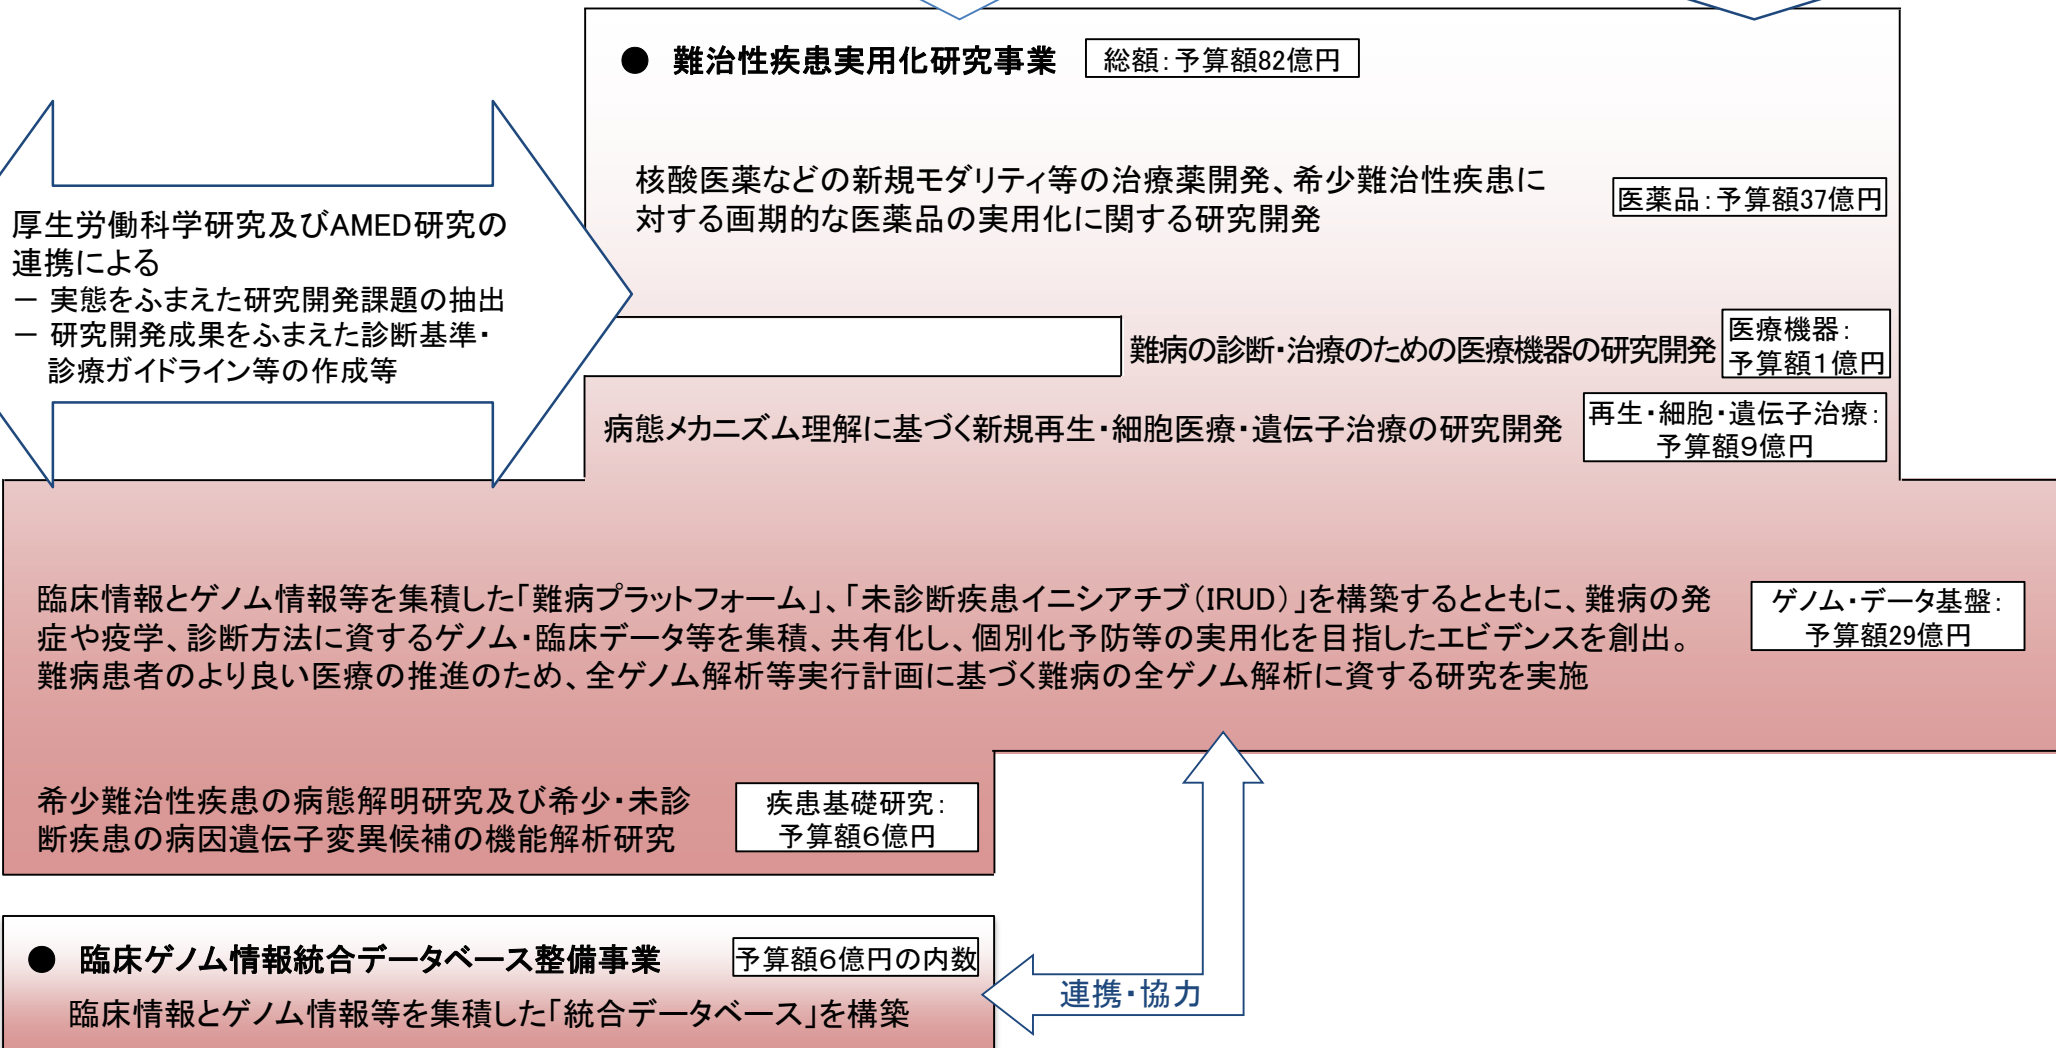 ● 難治性疾患実用化研究事業
総額：予算額82億円
核酸医薬などの新規モダリティ等の治療薬開発、希少難治性疾患に
対する画期的な医薬品の実用化に関する研究開発
医薬品：予算額37億円
厚生労働科学研究及びAMED研究の
連携による
－ 実態をふまえた研究開発課題の抽出
－ 研究開発成果をふまえた診断基準・
診療ガイドライン等の作成等
難病の診断・治療のための医療機器の研究開発
医療機器：
予算額１億円
病態メカニズム理解に基づく新規再生・細胞医療・遺伝子治療の研究開発
再生・細胞・遺伝子治療：
予算額９億円
臨床情報とゲノム情報等を集積した「難病プラットフォーム」、「未診断疾患イニシアチブ（IRUD）」を構築するとともに、難病の発
症や疫学、診断方法に資するゲノム・臨床データ等を集積、共有化し、個別化予防等の実用化を目指したエビデンスを創出。
難病患者のより良い医療の推進のため、全ゲノム解析等実行計画に基づく難病の全ゲノム解析に資する研究を実施
ゲノム・データ基盤：
予算額29億円
希少難治性疾患の病態解明研究及び希少・未診
断疾患の病因遺伝子変異候補の機能解析研究
疾患基礎研究：
予算額６億円
● 臨床ゲノム情報統合データベース整備事業
予算額６億円の内数
臨床情報とゲノム情報等を集積した「統合データベース」を構築
連携・協力